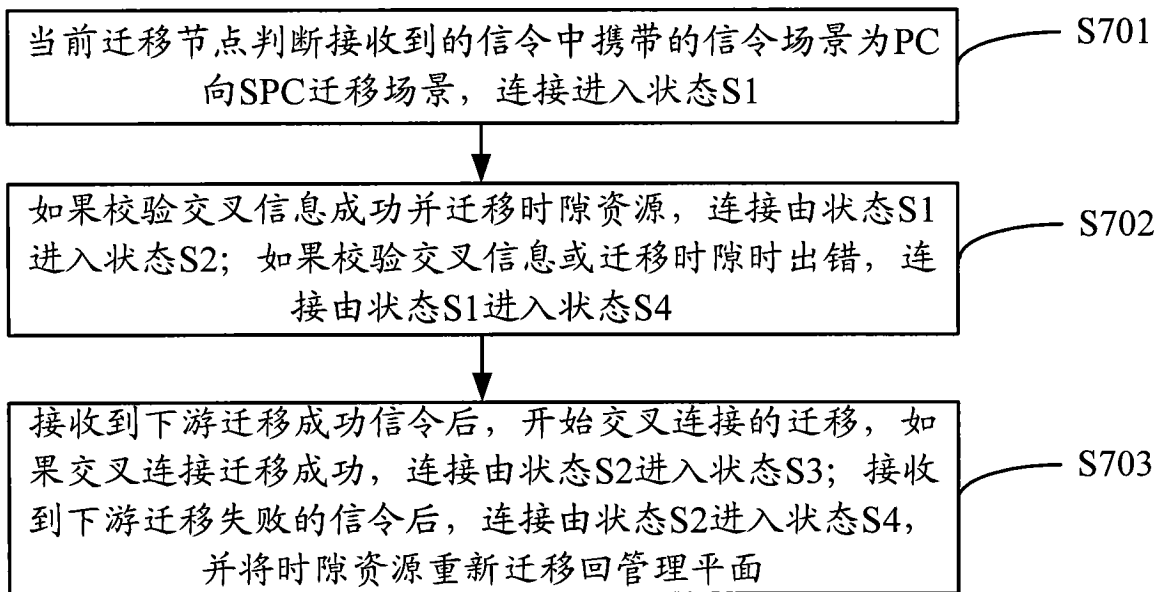 当前迁移节点判断接收到的信令中携带的信令场景为PC
向SPC迁移场景，连接进入状态S1
S701
如果校验交叉信息成功并迁移时隙资源，连接由状态S1
进入状态S2；如果校验交叉信息或迁移时隙时出错，连
接由状态S1进入状态S4
S702
接收到下游迁移成功信令后，开始交叉连接的迁移，如
果交叉连接迁移成功，连接由状态S2进入状态S3；接收
到下游迁移失败的信令后，连接由状态S2进入状态S4，
并将时隙资源重新迁移回管理平面
S703